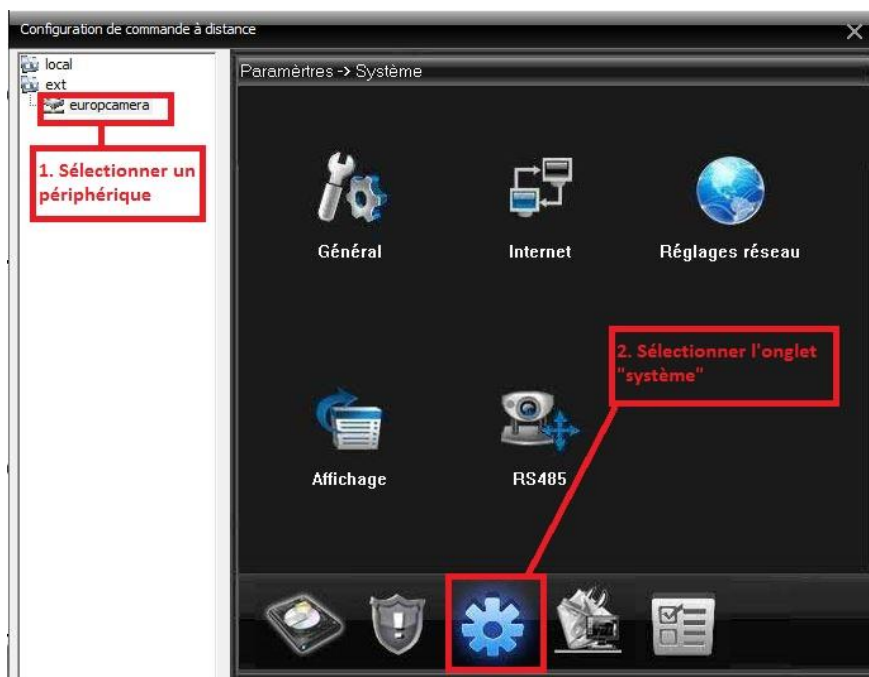 Configuration de commande à distance
local
ext
europcamera
1. Sélectionner un
périphérique
Paramèrtres -> Système
Général
Internet
Réglages réseau
2. Sélectionner l'onglet
"système"
Affichage
RS485